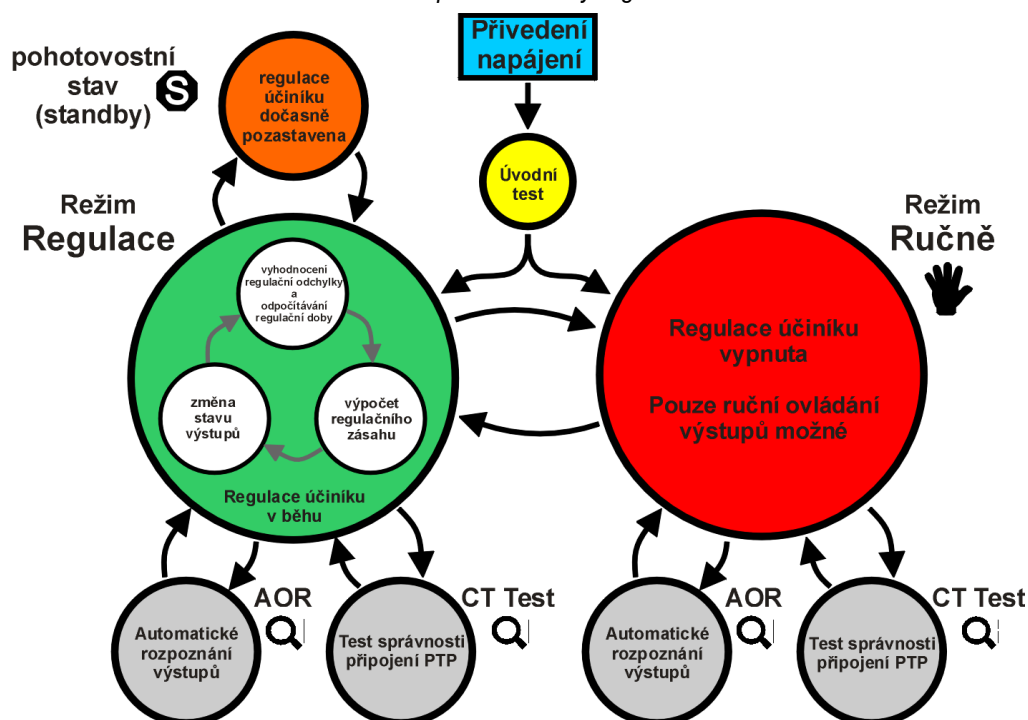 Přivedení
napájení
pohotovostní
stav
(standby)
S
regulace
účiníku
dočasně
pozastavena
Úvodní
test
Režim
Regulace
Režim
Ručně
vyhodnocení
regulační odchylky
a
odpočítávání
regulační doby
změna
stavu
výstupů
výpočet
regulačního
zásahu
Regulace účiníku
v běhu
Regulace účiníku
vypnuta
Pouze ruční ovládání
výstupů možné
AOR
Automatické
rozpoznání
výstupů
CT Test
Test správnosti
připojení PTP
AOR
Automatické
rozpoznání
výstupů
CT Test
Test správnosti
připojení PTP